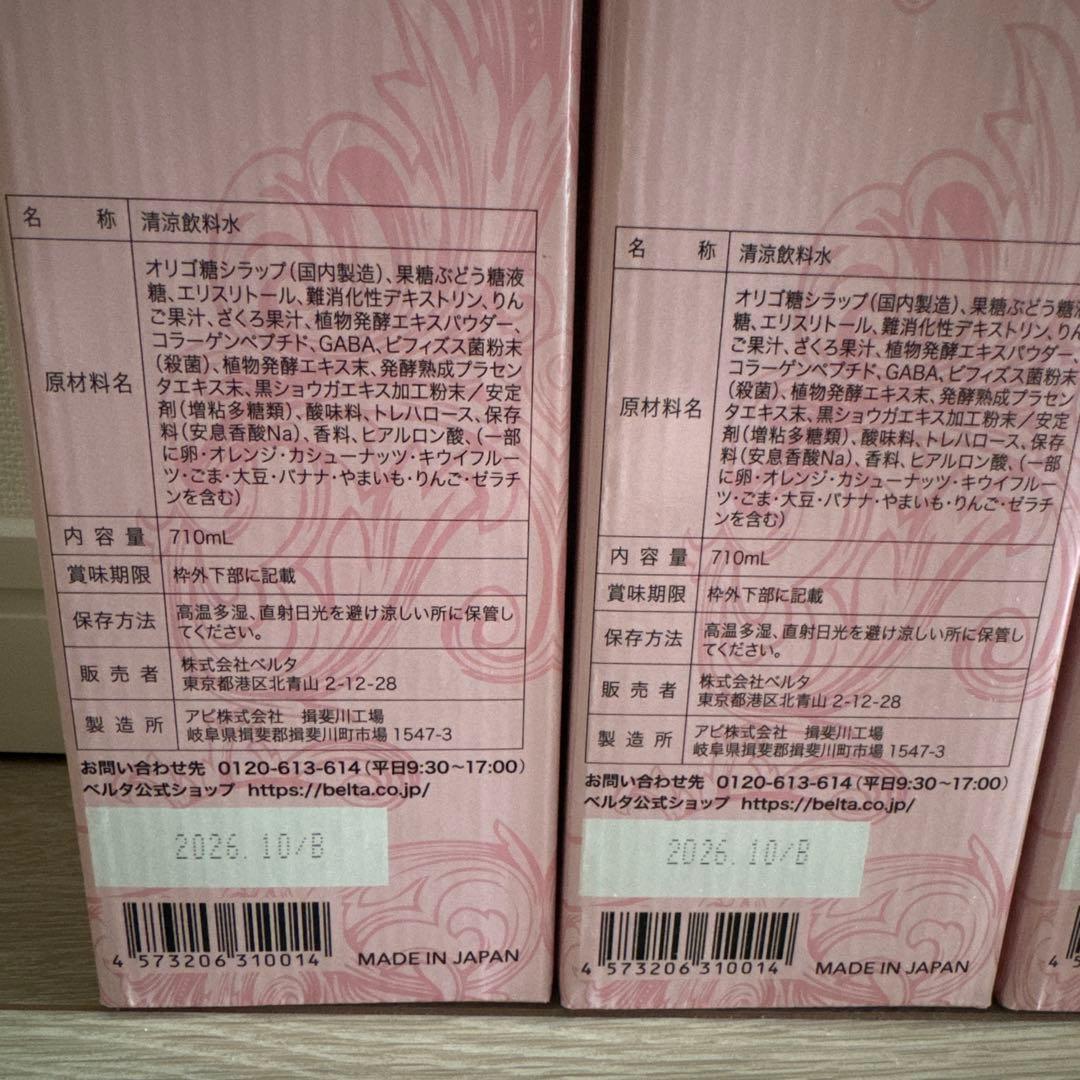 名称 清涼飲料水
原材料名
オリゴ糖シラップ(国内製造)、果糖ぶどう糖液
糖、エリスリトール、難消化性デキストリン、りん
ご果汁、ざくろ果汁、植物発酵エキスパウダー、
コラーゲンペプチド、GABA、ビフィズス菌粉末
(殺菌)、植物発酵エキス末、発酵熟成プラセン
タエキス末、黒ショウガエキス加工粉末/安定
剤(増粘多糖類)、酸味料、トレハロース、保存
料(安息香酸Na)、香料、ヒアルロン酸、(一部
に卵・オレンジ・カシューナッツ・キウイフルー
ツ・ごま・大豆・バナナ・やまいも・りんご・ゼラチ
ンを含む)
内容量 710mL
賞味期限 枠外下部に記載
保存方法 高温多湿、直射日光を避け涼しい所に保管し
てください。
販売者 株式会社ベルタ
東京都港区北青山 2-12-28
製造所 アピ株式会社 揖斐川工場
岐阜県揖斐郡揖斐川町市場 1547-3
お問い合わせ先 0120-613-614(平日9:30~17:00)
ベルタ公式ショップ https://belta.co.jp/
2026.10/B
4 573206 310014
MADE IN JAPAN
名称 清涼飲料水
原材料名
オリゴ糖シラップ(国内製造)、果糖ぶどう糖
糖、エリスリトール、難消化性デキストリン、りん
ご果汁、ざくろ果汁、植物発酵エキスパウダー、
コラーゲンペプチド、GABA、ビフィズス菌粉末
(殺菌)、植物発酵エキス末、発酵熟成プラセン
タエキス末、黒ショウガエキス加工粉末/安定
剤(増粘多糖類)、酸味料、トレハロース、保存
料(安息香酸Na)、香料、ヒアルロン酸、(一部
に卵・オレンジ・カシューナッツ・キウイフルー
ツ・ごま・大豆・バナナ・やまいも・りんご・ゼラチ
ンを含む)
内容量 710mL
賞味期限 枠外下部に記載
保存方法 高温多湿、直射日光を避け涼しい所に保管し
てください。
販売者 株式会社ベルタ
東京都港区北青山 2-12-28
製造所 アピ株式会社 揖斐川工場
岐阜県揖斐郡揖斐川町市場 1547-3
お問い合わせ先 0120-613-614(平日9:30~17:00)
ベルタ公式ショップ https://belta.co.jp/
2026.10/B
4 573206 310014
MADE IN JAPAN
4